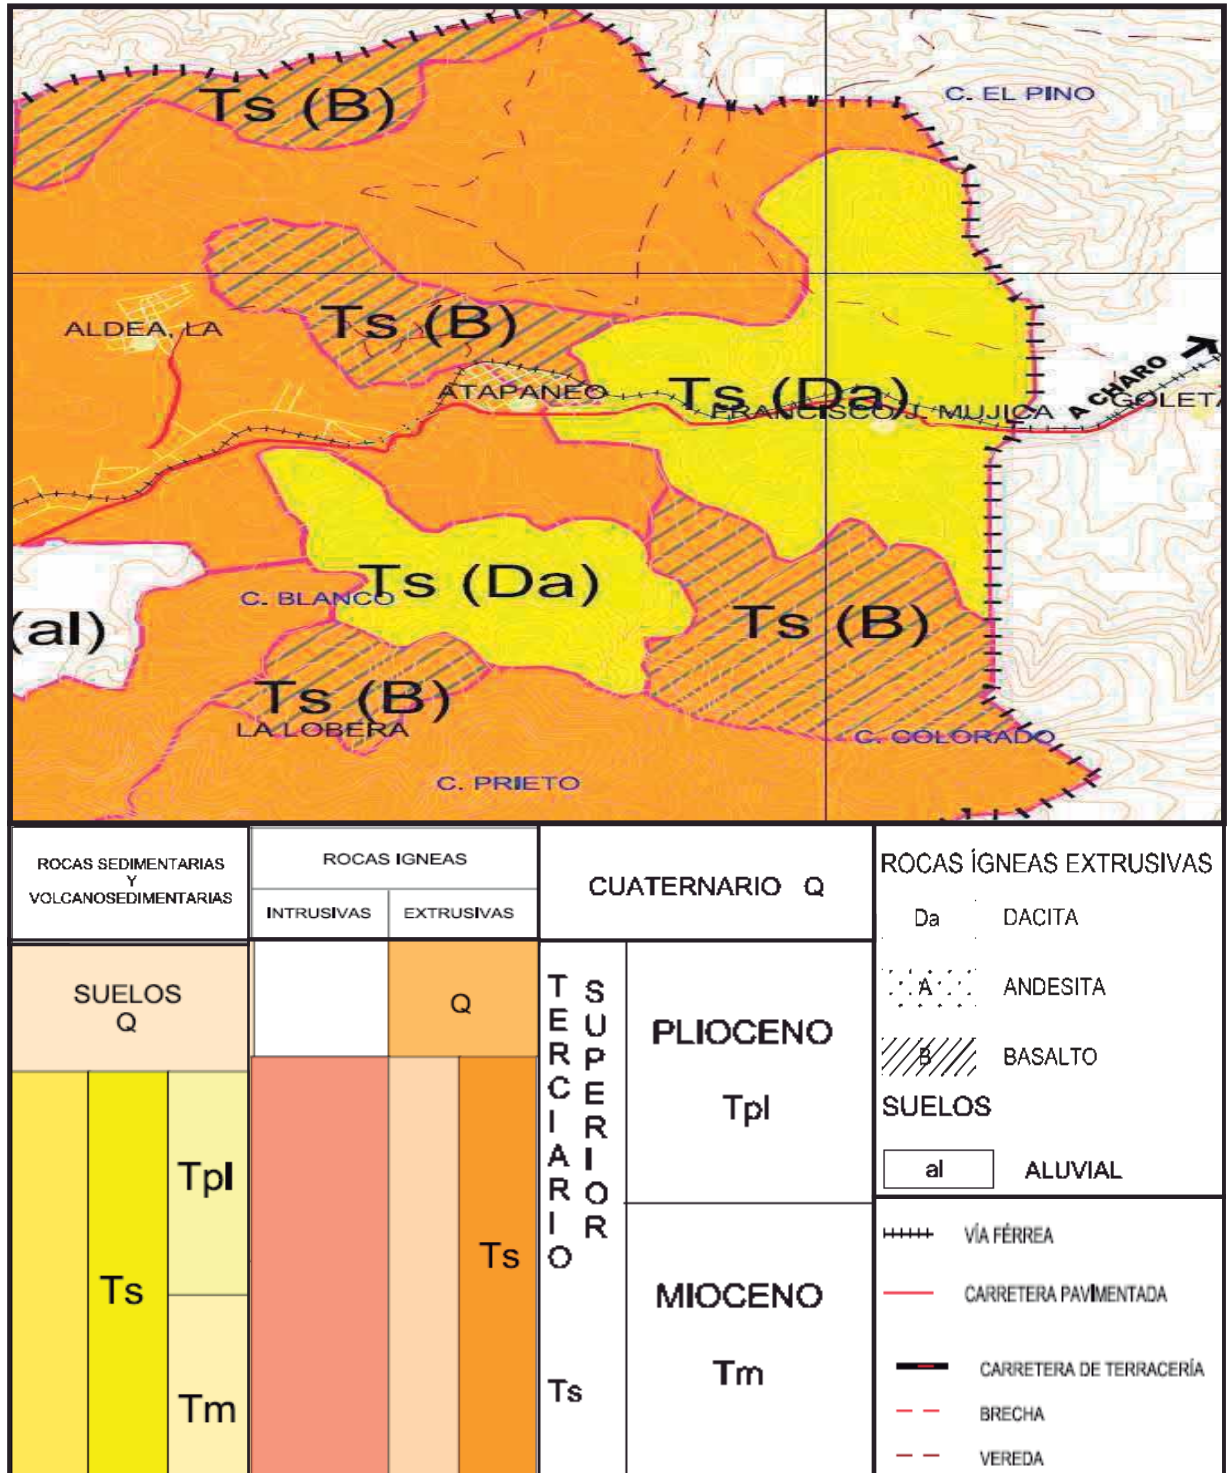 Ts (B)
C. EL PINO
ALDEA, LA
Ts (B)
ATAPANEO
Ts (Da)
FRANCISCO J. MUJICA
A CHARO
GOLETA
C. BLANCO
Ts (Da)
(al)
Ts (B)
Ts (B)
LA LOBERA
C. COLORADO
C. PRIETO
ROCAS SEDIMENTARIAS
Y
VOLCANOSEDIMENTARIAS
ROCAS IGNEAS
INTRUSIVAS
EXTRUSIVAS
CUATERNARIO Q
SUELOS
Q
Q
Tpl
Ts
Tm
Ts
TERCIARIO
SUPERIOR
Ts
PLIOCENO
Tpl
MIOCENO
Tm
ROCAS ÍGNEAS EXTRUSIVAS
Da DACITA
A ANDESITA
B BASALTO
SUELOS
al ALUVIAL
VÍA FÉRREA
CARRETERA PAVIMENTADA
CARRETERA DE TERRACERÍA
BRECHA
VEREDA